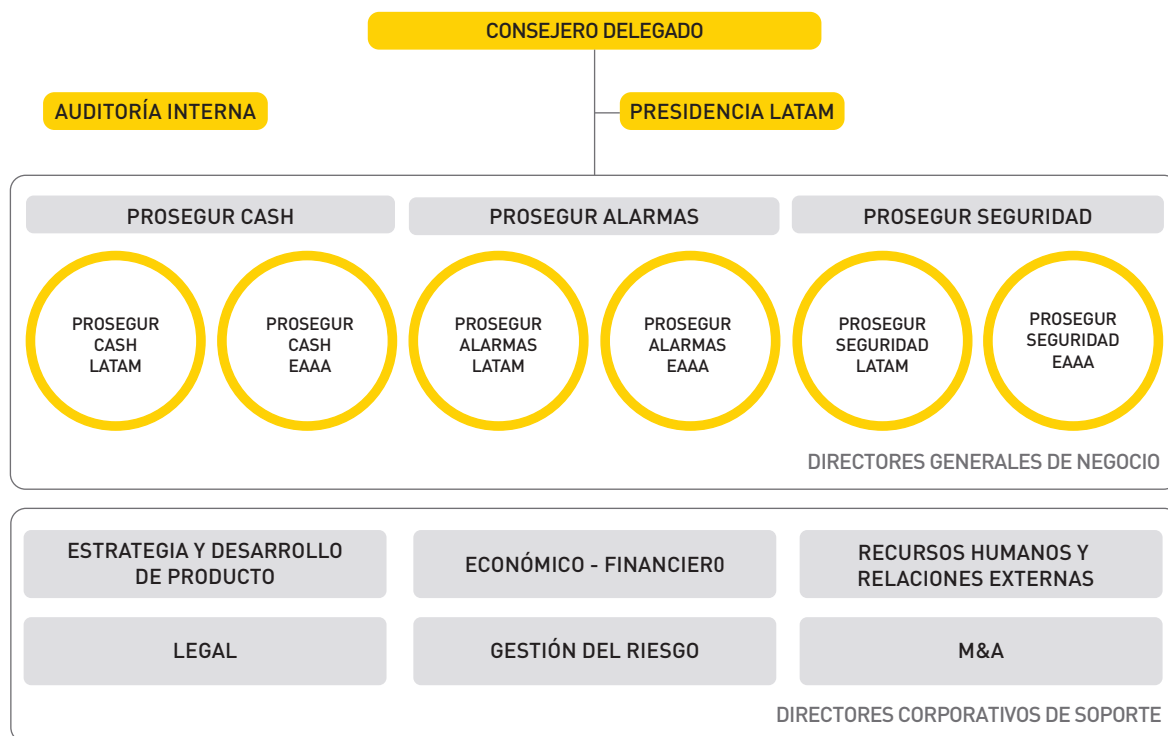 CONSEJERO DELEGADO
AUDITORÍA INTERNA
PRESIDENCIA LATAM
PROSEGUR CASH
PROSEGUR ALARMAS
PROSEGUR SEGURIDAD
PROSEGUR
CASH
LATAM
PROSEGUR
CASH
EAAA
PROSEGUR
ALARMAS
LATAM
PROSEGUR
ALARMAS
EAAA
PROSEGUR
SEGURIDAD
LATAM
PROSEGUR
SEGURIDAD
EAAA
DIRECTORES GENERALES DE NEGOCIO
ESTRATEGIA Y DESARROLLO
DE PRODUCTO
ECONÓMICO - FINANCIER0
RECURSOS HUMANOS Y
RELACIONES EXTERNAS
LEGAL
GESTIÓN DEL RIESGO
M&A
DIRECTORES CORPORATIVOS DE SOPORTE